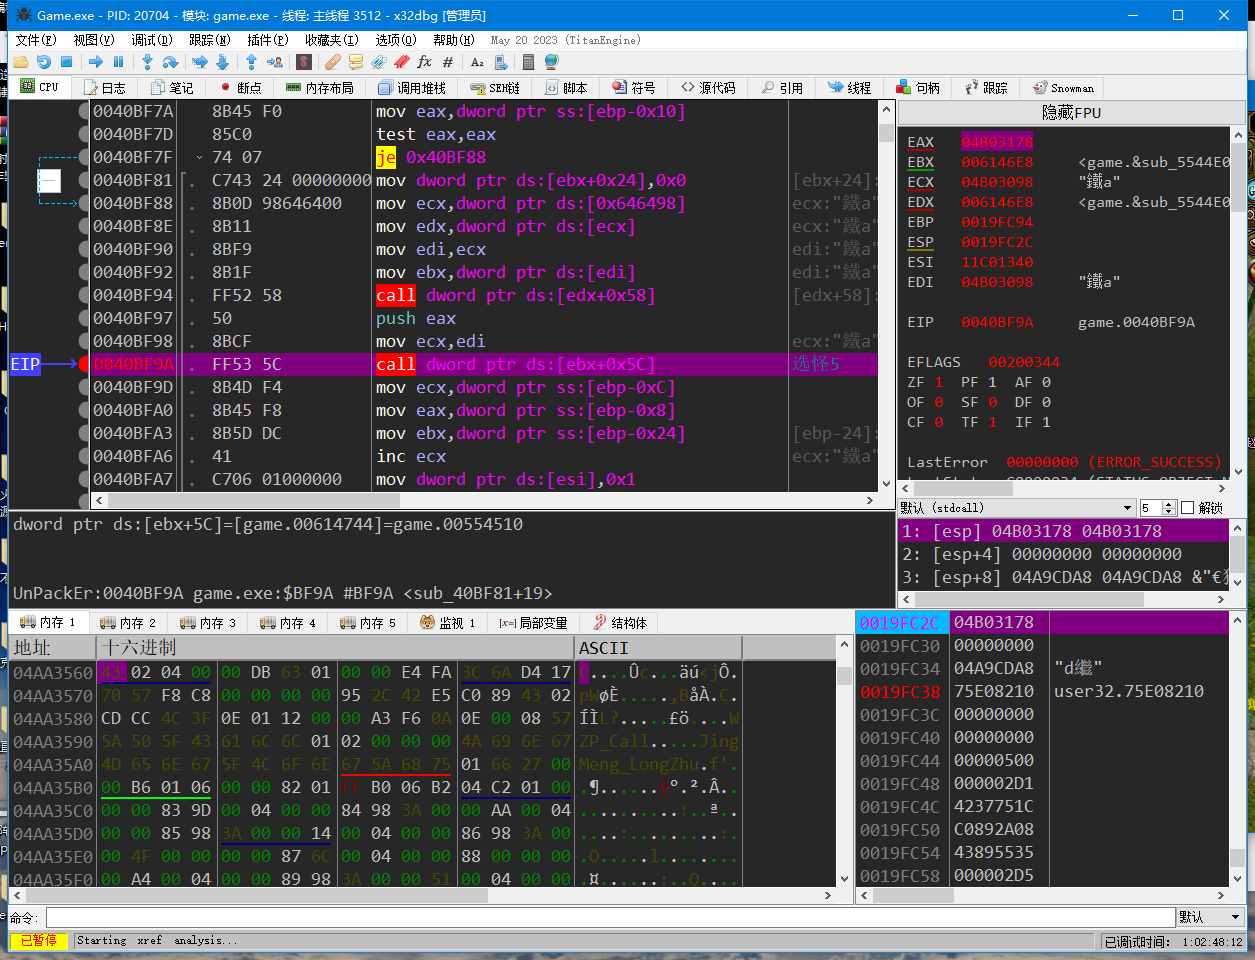 Game.exe - PID: 20704 - 模块: game.exe - 线程: 主线程 3512 - x32dbg [管理员]
文件(F) 视图(V) 调试(D) 跟踪(N) 插件(P) 收藏夹(I) 选项(O) 帮助(H) May 20 2023 (TitanEngine)
CPU 日志 笔记 断点 内存布局 调用堆栈 SEH链 脚本 符号 源代码 引用 线程 句柄 跟踪 Snowman
0040BF7A 8B45 F0 mov eax,dword ptr ss:[ebp-0x10]
0040BF7D 85C0 test eax,eax
0040BF7F 74 07 je 0x40BF88
0040BF81 C743 24 00000000 mov dword ptr ds:[ebx+0x24],0x0 [ebx+24]:
0040BF88 8B0D 98646400 mov ecx,dword ptr ds:[0x646498] ecx:"鐵a"
0040BF8E 8B11 mov edx,dword ptr ds:[ecx] ecx:"鐵a"
0040BF90 8BF9 mov edi,ecx edi:"鐵a"
0040BF92 8B1F mov ebx,dword ptr ds:[edi] edi:"鐵a"
0040BF94 FF52 58 call dword ptr ds:[edx+0x58] [edx+58]:
0040BF97 50 push eax
0040BF98 8BCF mov ecx,edi ecx:"鐵a"
EIP 0040BF9A FF53 5C call dword ptr ds:[ebx+0x5C] 选怪5
0040BF9D 8B4D F4 mov ecx,dword ptr ss:[ebp-0xC]
0040BFA0 8B45 F8 mov eax,dword ptr ss:[ebp-0x8]
0040BFA3 8B5D DC mov ebx,dword ptr ss:[ebp-0x24] [ebp-24]:
0040BFA6 41 inc ecx ecx:"鐵a"
0040BFA7 C706 01000000 mov dword ptr ds:[esi],0x1
隐藏FPU
EAX 04B03178
EBX 006146E8 <game.&sub_5544E0
ECX 04B03098 "鐵a"
EDX 006146E8 <game.&sub_5544E0
EBP 0019FC94
ESP 0019FC2C
ESI 11C01340
EDI 04B03098 "鐵a"
EIP 0040BF9A game.0040BF9A
EFLAGS 00200344
ZF 1 PF 1 AF 0
OF 0 SF 0 DF 0
CF 0 TF 1 IF 1
LastError 00000000 (ERROR_SUCCESS)
默认 (stdcall) 5 解锁
1: [esp] 04B03178 04B03178
2: [esp+4] 00000000 00000000
3: [esp+8] 04A9CDA8 04A9CDA8
dword ptr ds:[ebx+5C]=[game.00614744]=game.00554510
UnPackEr:0040BF9A game.exe:$BF9A #BF9A <sub_40BF81+19>
内存 1 内存 2 内存 3 内存 4 内存 5 监视 1 [x=] 局部变量 结构体
地址 十六进制 ASCII
04AA3560 43 02 04 00 00 DB 63 01 00 00 E4 FA 3C 6A D4 17
04AA3570 70 57 F8 C8 00 00 00 00 95 2C 42 E5 C0 89 43 02
04AA3580 CD CC 4C 3F 0E 01 12 00 00 A3 F6 0A 0E 00 08 57
04AA3590 5A 50 5F 43 61 6C 6C 01 02 00 00 00 4A 69 6E 67 ZP_Call.....Jing
04AA35A0 4D 65 6E 67 5F 4C 6F 6E 67 5A 68 75 01 66 27 00 Meng_LongZhu.f'.
04AA35B0 00 B6 01 06 00 00 82 01 FF B0 06 B2 04 C2 01 00
04AA35C0 00 00 83 9D 00 04 00 00 84 98 3A 00 00 AA 00 04
04AA35D0 00 00 85 98 3A 00 00 14 00 04 00 00 86 98 3A 00
04AA35E0 00 4F 00 00 00 00 87 6C 00 04 00 00 88 00 00 00
04AA35F0 00 A4 00 04 00 00 89 98 3A 00 00 51 00 04 00 00
0019FC2C 04B03178
0019FC30 00000000
0019FC34 04A9CDA8 "d繼"
0019FC38 75E08210 user32.75E08210
0019FC3C 00000000
0019FC40 00000000
0019FC44 00000500
0019FC48 000002D1
0019FC4C 4237751C
0019FC50 C0892A08
0019FC54 43895535
0019FC58 000002D5
命令: 默认
已暂停 Starting xref analysis... 已调试时间: 1:02:48:12